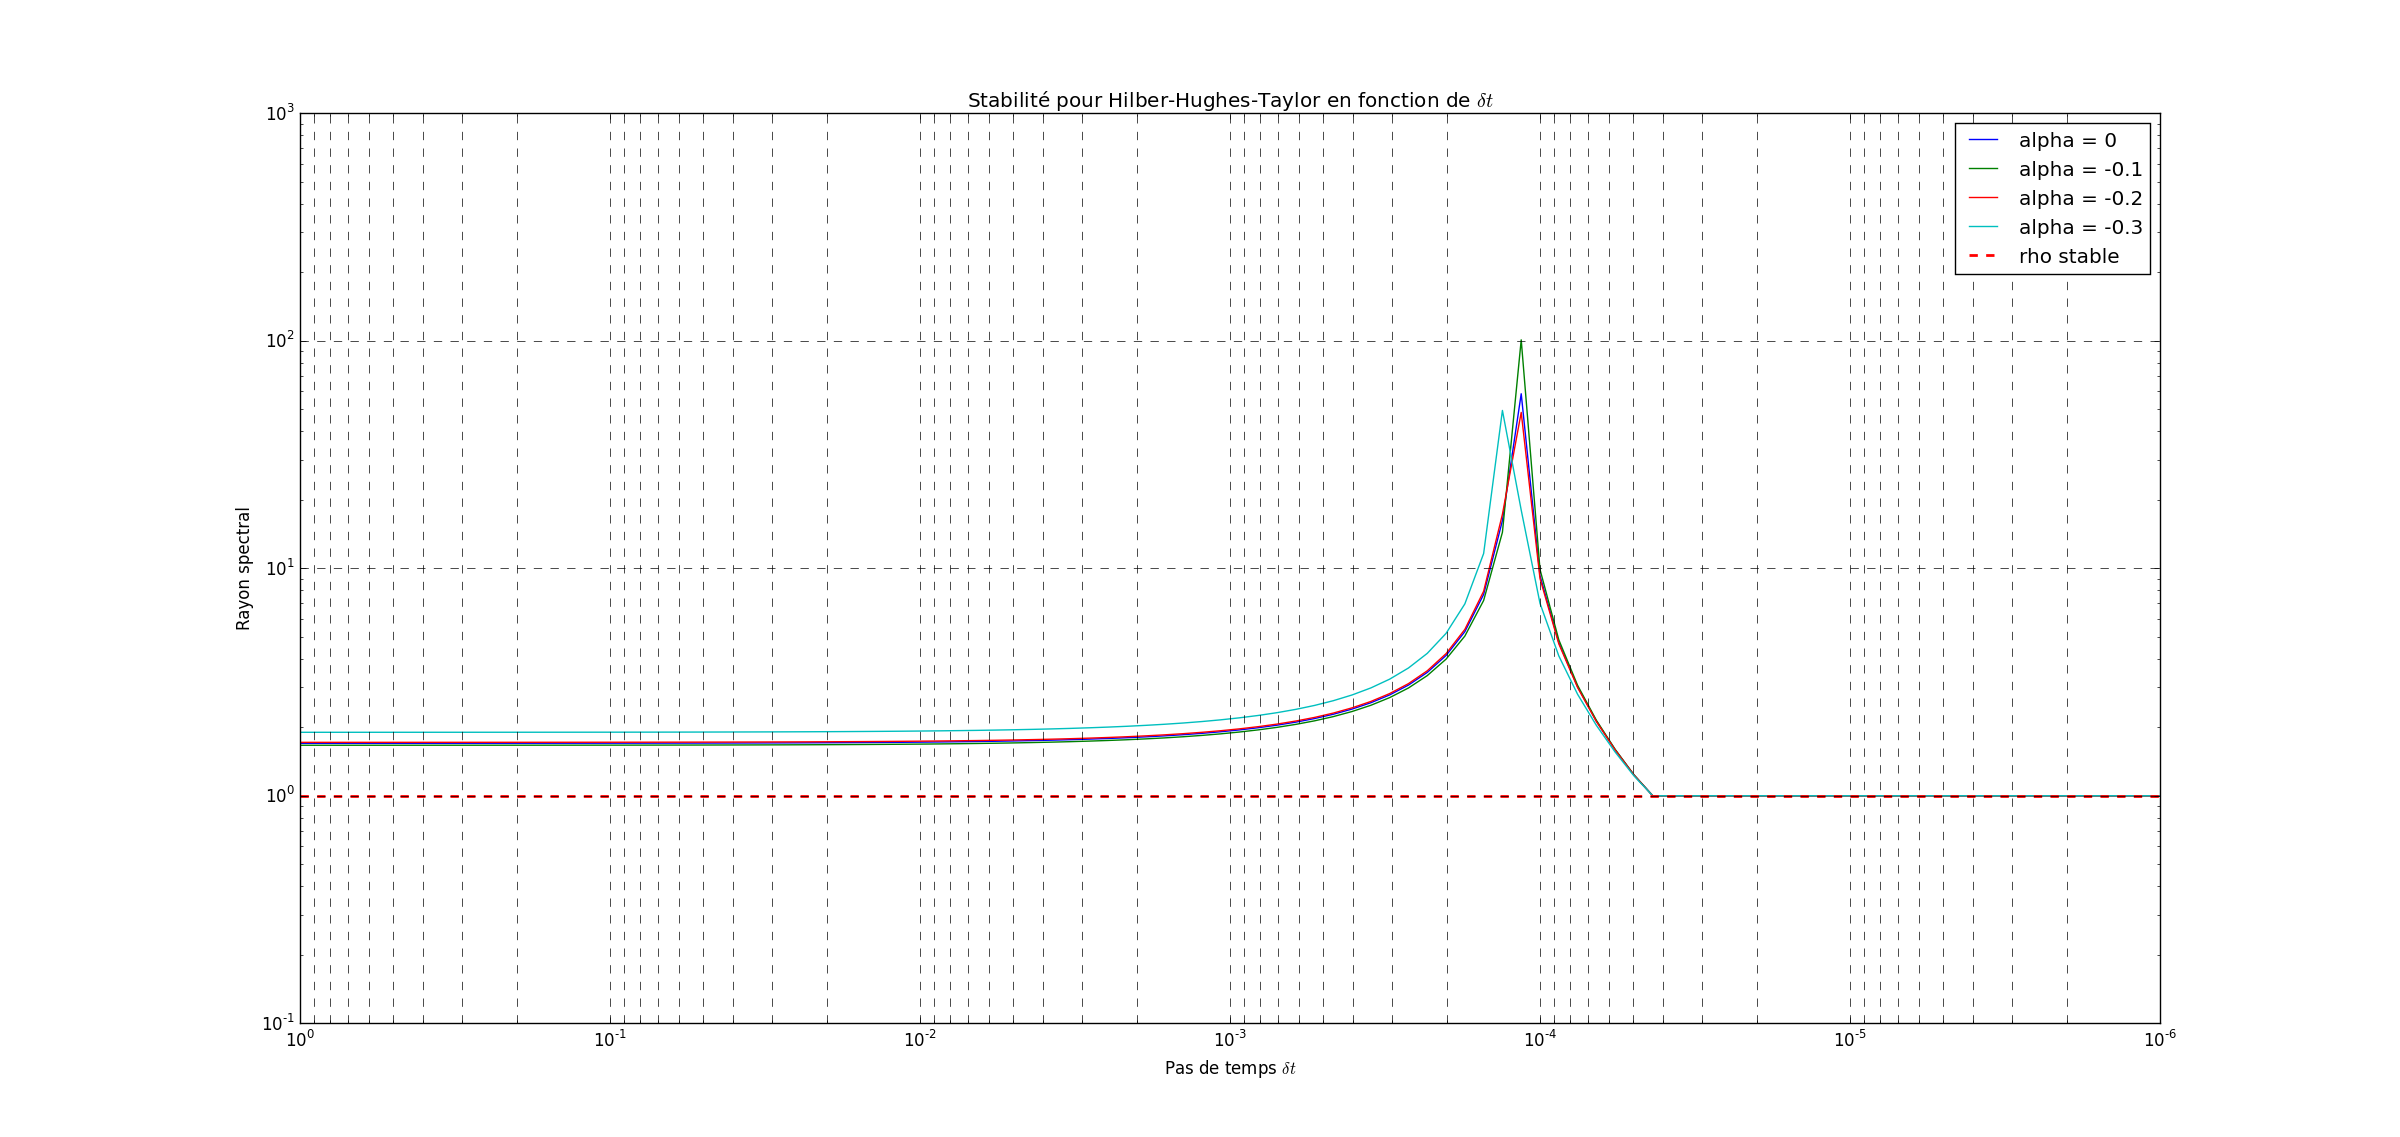 Stabilité pour Hilber-Hughes-Taylor en fonction de δt
10³
10²
10¹
10⁰
10⁻¹
Rayon spectral
alpha = 0
alpha = -0.1
alpha = -0.2
alpha = -0.3
rho stable
10⁰ 10⁻¹ 10⁻² 10⁻³ 10⁻⁴ 10⁻⁵ 10⁻⁶
Pas de temps δt